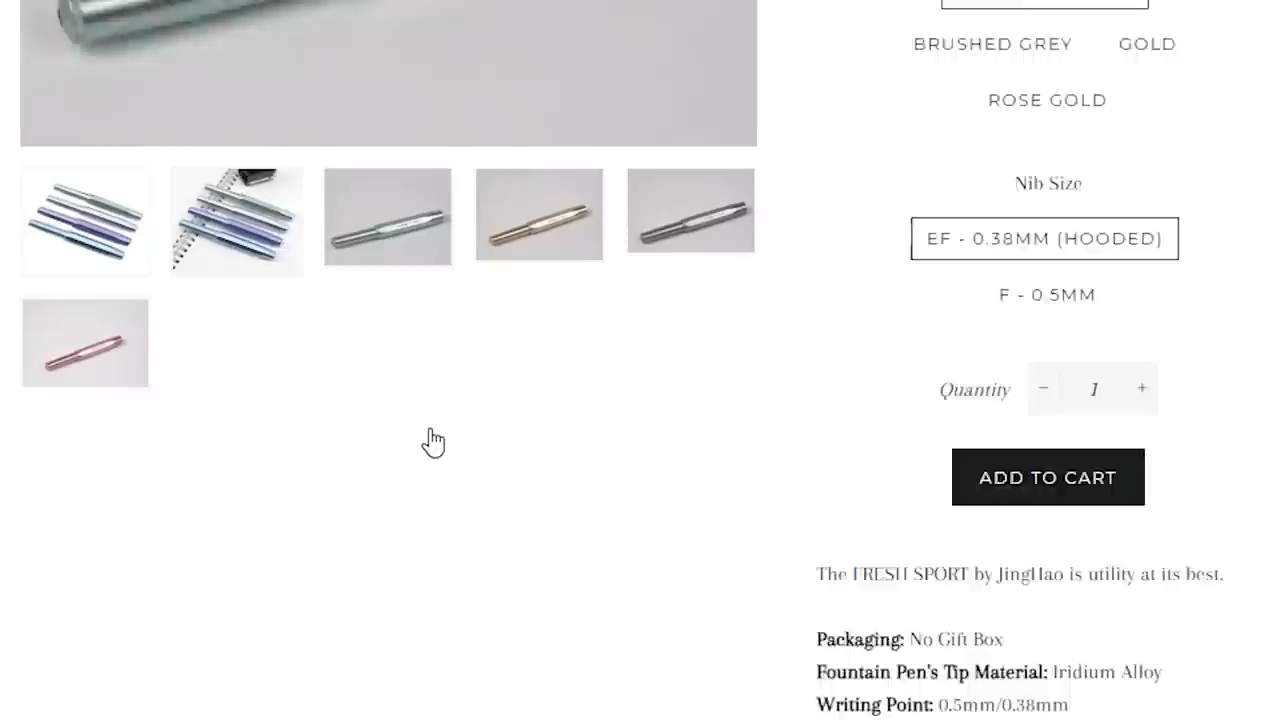 BRUSHED GREY GOLD
ROSE GOLD
Nib Size
EF - 0.38MM (HOODED)
F - 0.5MM
Quantity − 1 +
ADD TO CART
The FRESH SPORT by JingHao is utility at its best.
Packaging: No Gift Box
Fountain Pen's Tip Material: Iridium Alloy
Writing Point: 0.5mm/0.38mm